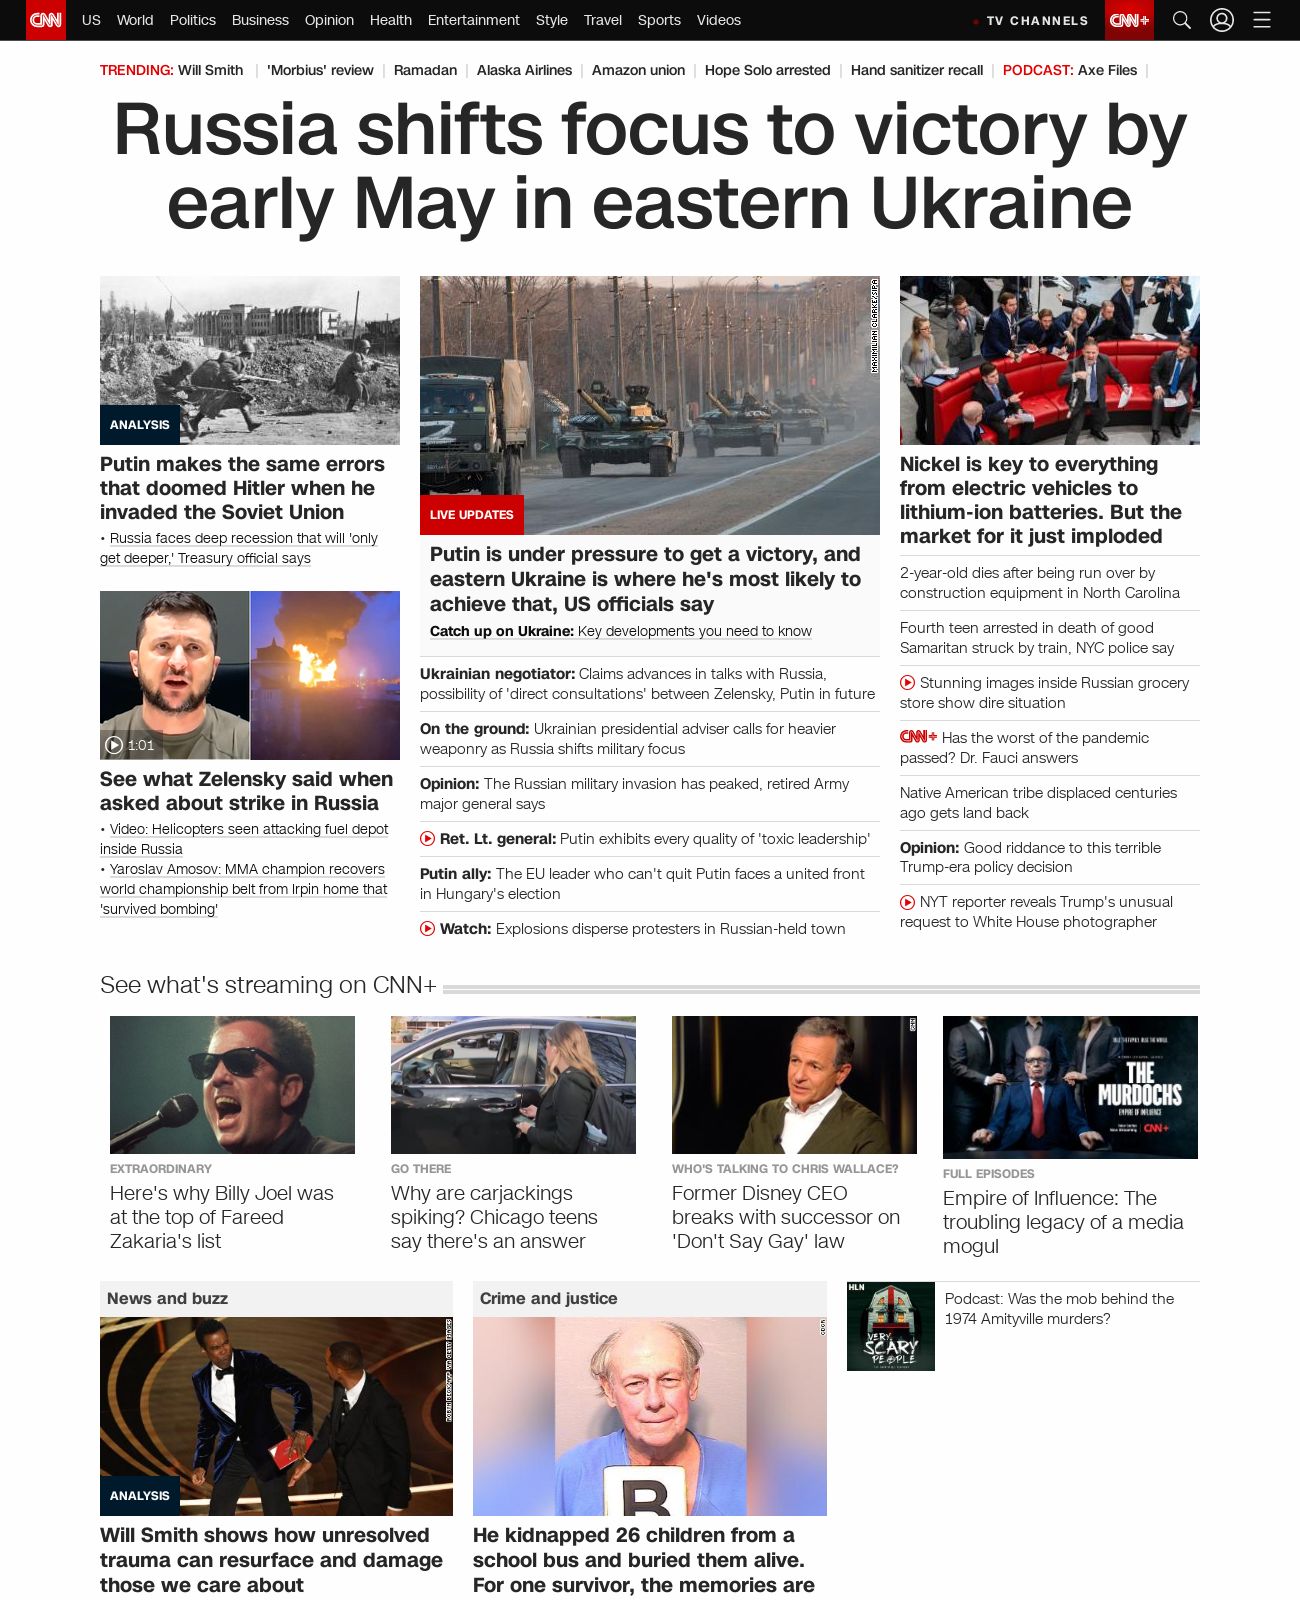 CNN US World Politics Business Opinion Health Entertainment Style Travel Sports Videos TV CHANNELS CNN+
TRENDING: Will Smith 'Morbius' review Ramadan Alaska Airlines Amazon union Hope Solo arrested Hand sanitizer recall PODCAST: Axe Files
Russia shifts focus to victory by
early May in eastern Ukraine
ANALYSIS
Putin makes the same errors
that doomed Hitler when he
invaded the Soviet Union
• Russia faces deep recession that will 'only
get deeper,' Treasury official says
1:01
See what Zelensky said when
asked about strike in Russia
• Video: Helicopters seen attacking fuel depot
inside Russia
• Yaroslav Amosov: MMA champion recovers
world championship belt from Irpin home that
'survived bombing'
MAXIMILIAN CLARKE/SIPA
LIVE UPDATES
Putin is under pressure to get a victory, and
eastern Ukraine is where he's most likely to
achieve that, US officials say
Catch up on Ukraine: Key developments you need to know
Ukrainian negotiator: Claims advances in talks with Russia,
possibility of 'direct consultations' between Zelensky, Putin in future
On the ground: Ukrainian presidential adviser calls for heavier
weaponry as Russia shifts military focus
Opinion: The Russian military invasion has peaked, retired Army
major general says
Ret. Lt. general: Putin exhibits every quality of 'toxic leadership'
Putin ally: The EU leader who can't quit Putin faces a united front
in Hungary's election
Watch: Explosions disperse protesters in Russian-held town
Nickel is key to everything
from electric vehicles to
lithium-ion batteries. But the
market for it just imploded
2-year-old dies after being run over by
construction equipment in North Carolina
Fourth teen arrested in death of good
Samaritan struck by train, NYC police say
Stunning images inside Russian grocery
store show dire situation
CNN+ Has the worst of the pandemic
passed? Dr. Fauci answers
Native American tribe displaced centuries
ago gets land back
Opinion: Good riddance to this terrible
Trump-era policy decision
NYT reporter reveals Trump's unusual
request to White House photographer
See what's streaming on CNN+
EXTRAORDINARY
Here's why Billy Joel was
at the top of Fareed
Zakaria's list
GO THERE
Why are carjackings
spiking? Chicago teens
say there's an answer
CNN
WHO'S TALKING TO CHRIS WALLACE?
Former Disney CEO
breaks with successor on
'Don't Say Gay' law
THE
MURDOCHS
EMPIRE OF INFLUENCE
CNN+
FULL EPISODES
Empire of Influence: The
troubling legacy of a media
mogul
News and buzz
ANALYSIS
Will Smith shows how unresolved
trauma can resurface and damage
those we care about
Crime and justice
CDCR
B
He kidnapped 26 children from a
school bus and buried them alive.
For one survivor, the memories are
HLN
VERY
SCARY
PEOPLE
Podcast: Was the mob behind the
1974 Amityville murders?